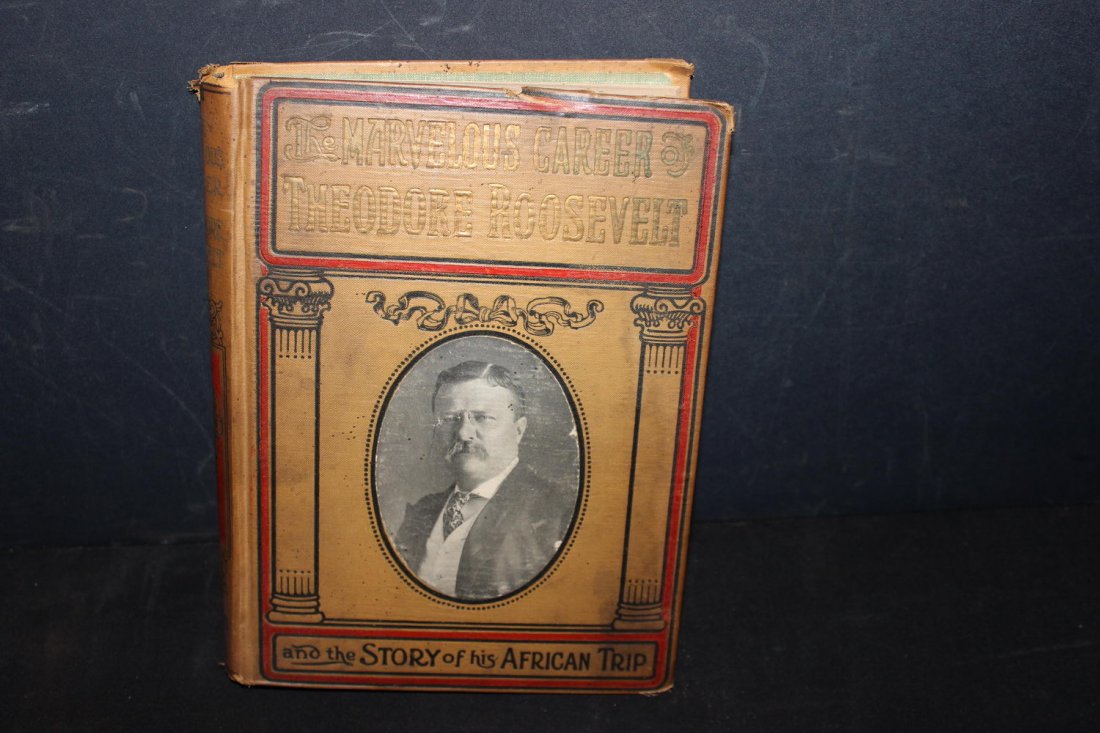 The MARVELOUS CAREER OF
THEODORE ROOSEVELT
and the STORY of his AFRICAN TRIP